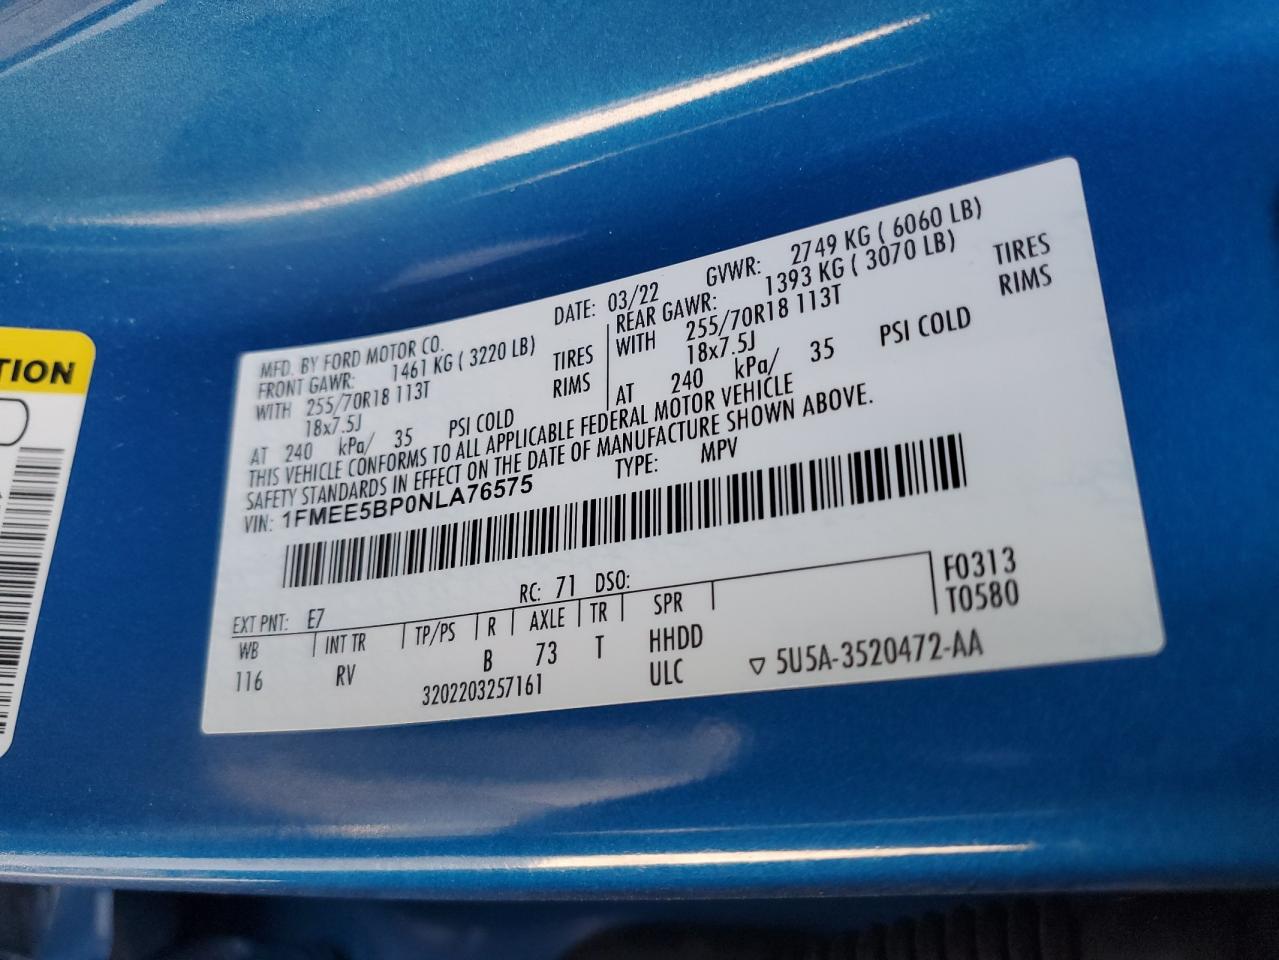 TION
MFD. BY FORD MOTOR CO.
DATE: 03/22 GVWR: 2749 KG ( 6060 LB)
FRONT GAWR: 1461 KG ( 3220 LB)
REAR GAWR: 1393 KG ( 3070 LB)
WITH 255/70R18 113T TIRES
WITH 255/70R18 113T TIRES
18x7.5J RIMS
18x7.5J RIMS
AT 240 kPa/ 35 PSI COLD
AT 240 kPa/ 35 PSI COLD
THIS VEHICLE CONFORMS TO ALL APPLICABLE FEDERAL MOTOR VEHICLE
SAFETY STANDARDS IN EFFECT ON THE DATE OF MANUFACTURE SHOWN ABOVE.
VIN: 1FMEE5BP0NLA76575 TYPE: MPV
EXT PNT: E7 RC: 71 DSO:
WB INT TR TP/PS R AXLE TR SPR
116 RV B 73 T HHDD
3202203257161 ULC
F0313
T0580
▽ 5U5A-3520472-AA